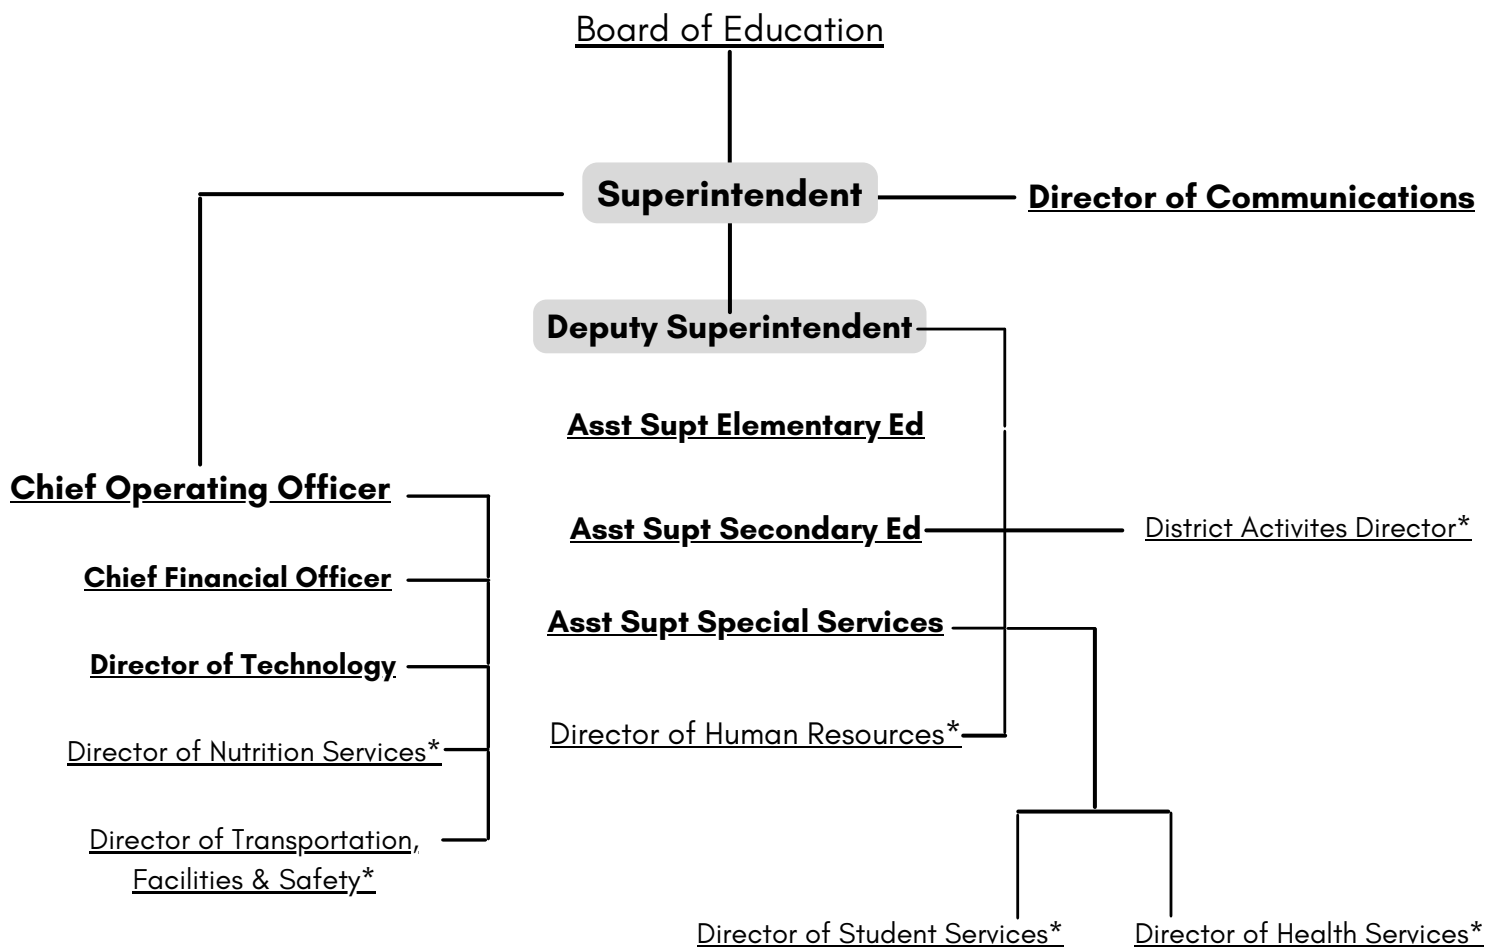 Board of Education
Superintendent
Director of Communications
Deputy Superintendent
Asst Supt Elementary Ed
Chief Operating Officer
Asst Supt Secondary Ed
District Activites Director*
Chief Financial Officer
Asst Supt Special Services
Director of Technology
Director of Nutrition Services*
Director of Human Resources*
Director of Transportation,
Facilities & Safety*
Director of Student Services*
Director of Health Services*